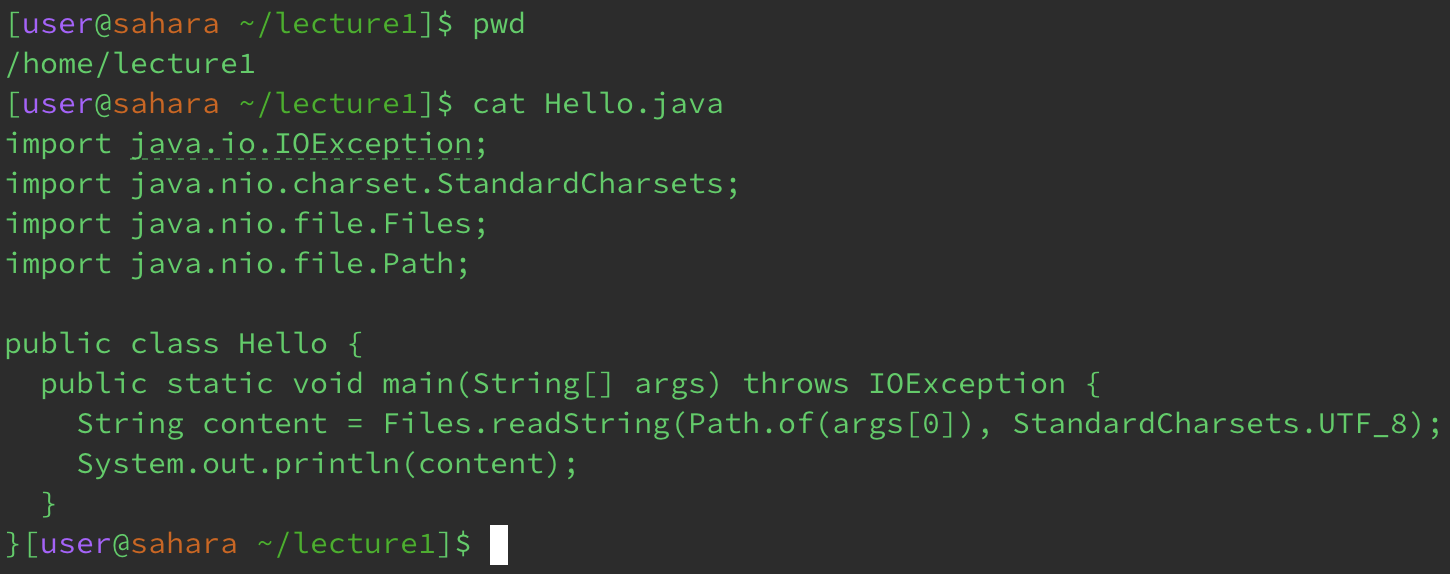 [user@sahara ~/lecture1]$ pwd
/home/lecture1
[user@sahara ~/lecture1]$ cat Hello.java
import java.io.IOException;
import java.nio.charset.StandardCharsets;
import java.nio.file.Files;
import java.nio.file.Path;

public class Hello {
  public static void main(String[] args) throws IOException {
    String content = Files.readString(Path.of(args[0]), StandardCharsets.UTF_8);
    System.out.println(content);
  }
}[user@sahara ~/lecture1]$